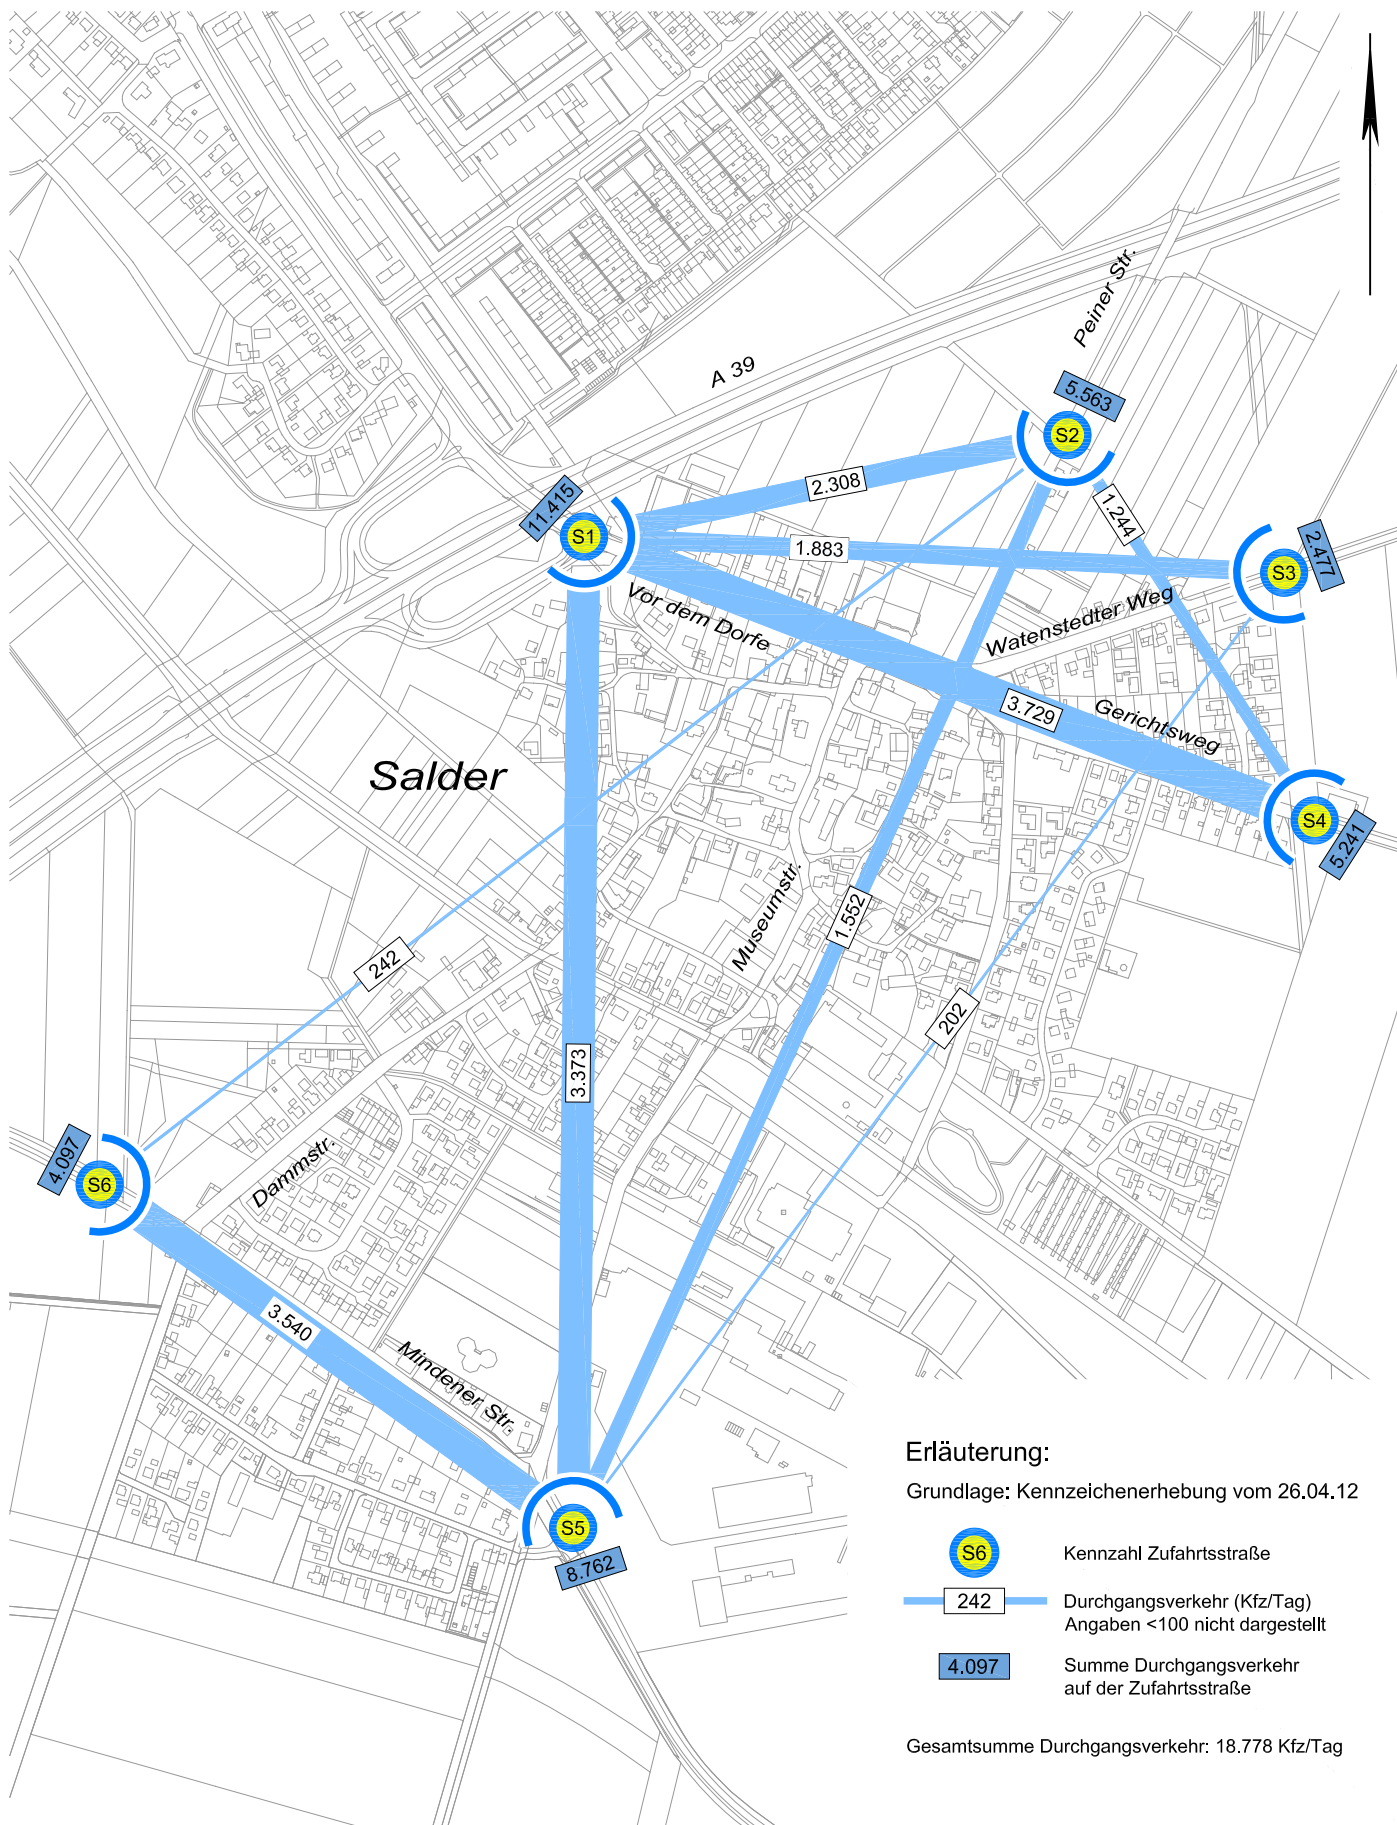 Peiner Str.
A 39
5.563
S2
2.308
11.415
S1
1.244
1.883
2.477
S3
Vor dem Dorfe
Watenstedter Weg
3.729
Gerichtsweg
Salder
S4
5.241
Museumstr.
1.552
242
202
3.373
4.097
S6
Dammstr.
3.540
Mindener Str.
S5
8.762
Erläuterung:
Grundlage: Kennzeichenerhebung vom 26.04.12
S6
Kennzahl Zufahrtsstraße
242
Durchgangsverkehr (Kfz/Tag)
Angaben <100 nicht dargestellt
4.097
Summe Durchgangsverkehr
auf der Zufahrtsstraße
Gesamtsumme Durchgangsverkehr: 18.778 Kfz/Tag